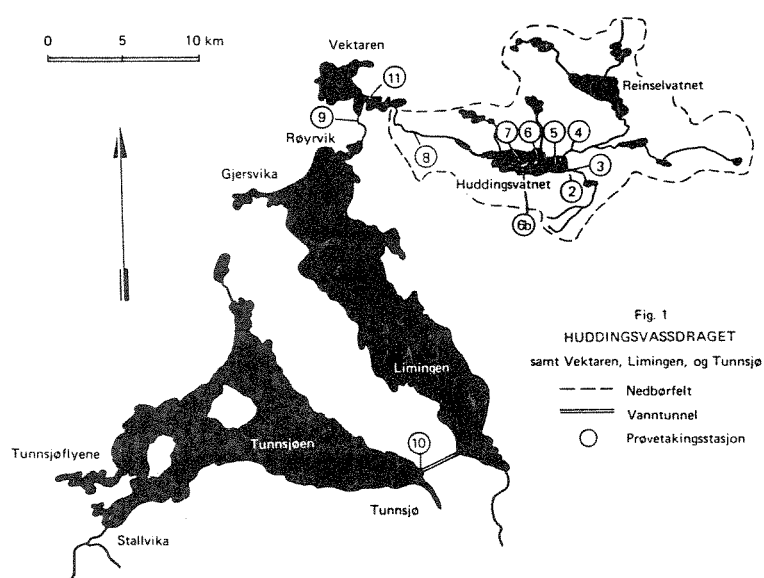 0 5 10 km
Vektaren
11
Reinselvatnet
9
Røyrvik
7 6 5 4
8
3
Gjersvika
Huddingsvatnet
2
6b
Fig. 1
HUDDINGSVASSDRAGET
samt Vektaren, Limingen, og Tunnsjø
Limingen
Nedbørfelt
Vanntunnel
Prøvetakingsstasjon
10
Tunnsjøen
Tunnsjøflyene
Tunnsjø
Stallvika